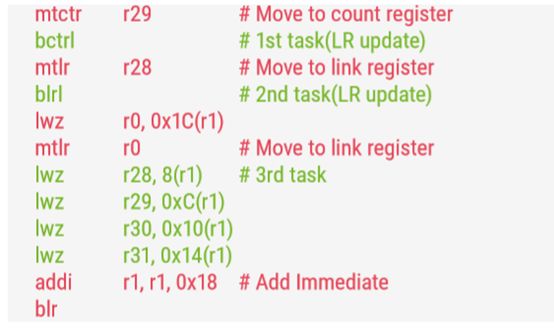 mtctr r29 # Move to count register
bctrl # 1st task(LR update)
mtlr r28 # Move to link register
blrl # 2nd task(LR update)
lwz r0, 0x1C(r1)
mtlr r0 # Move to link register
lwz r28, 8(r1) # 3rd task
lwz r29, 0xC(r1)
lwz r30, 0x10(r1)
lwz r31, 0x14(r1)
addi r1, r1, 0x18 # Add Immediate
blr